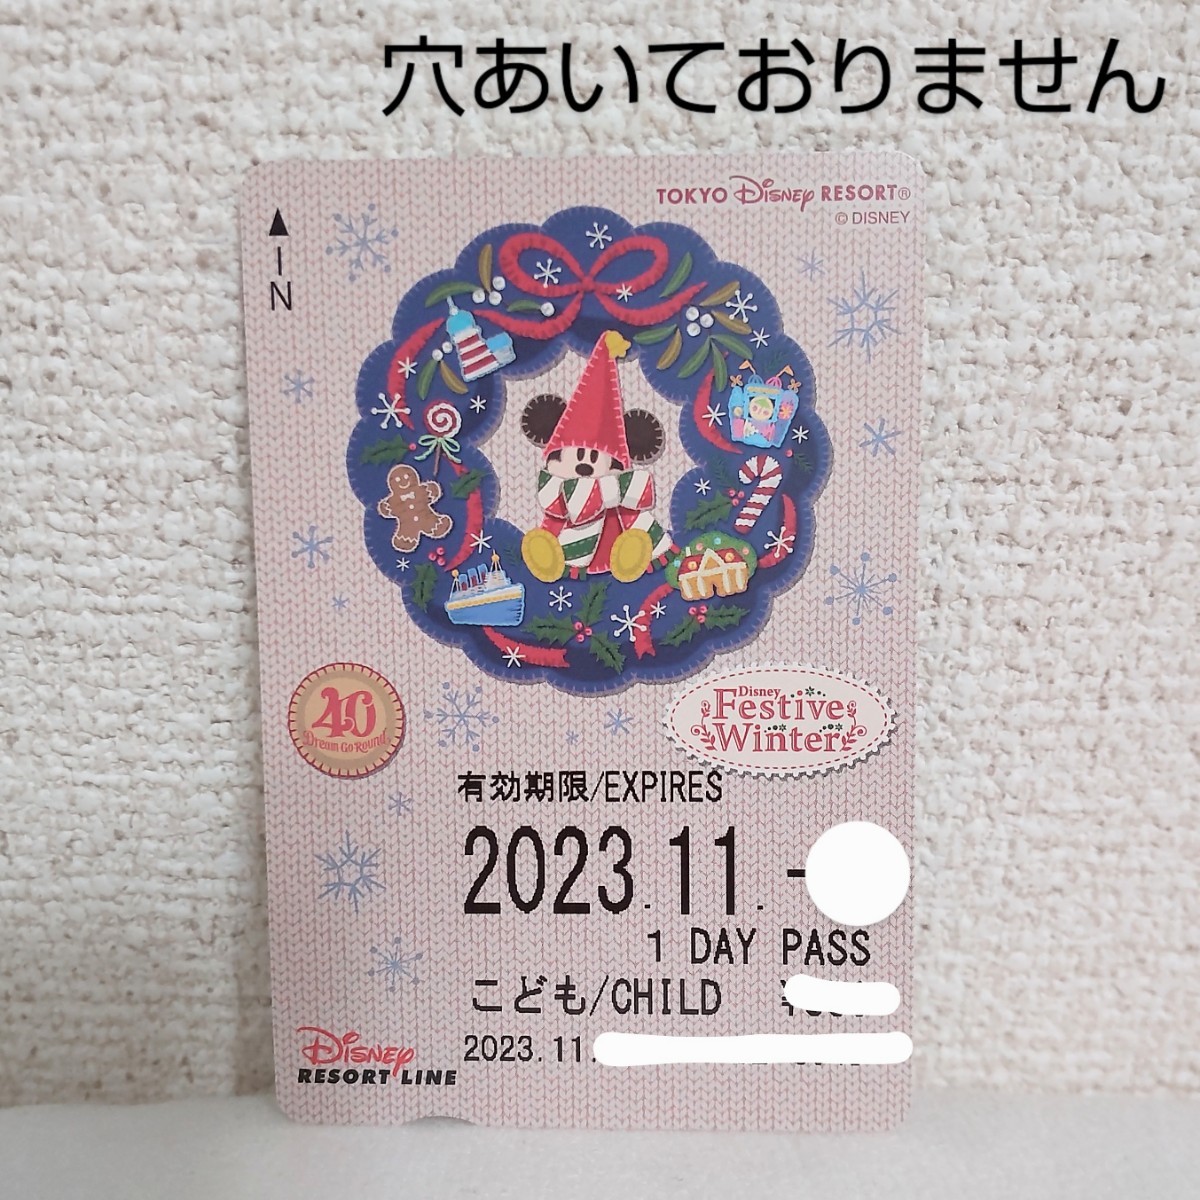 穴あいておりません
TOKYO Disney RESORT®
© DISNEY
IN
40
Dream Go Round
Disney
Festive
Winter
有効期限/EXPIRES
2023.11.-
1 DAY PASS
こども/CHILD
2023.11.
Disney
RESORT LINE